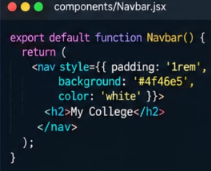 components/Navbar.jsx
export default function Navbar() {
  return (
    <nav style={{ padding: '1rem',
        background: '#4f46e5',
        color: 'white' }}>
      <h2>My College</h2>
    </nav>
  );
}